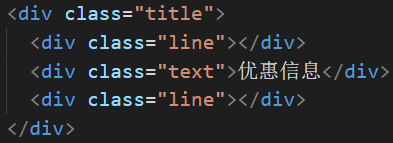 <div class="title">
  <div class="line"></div>
  <div class="text">优惠信息</div>
  <div class="line"></div>
</div>